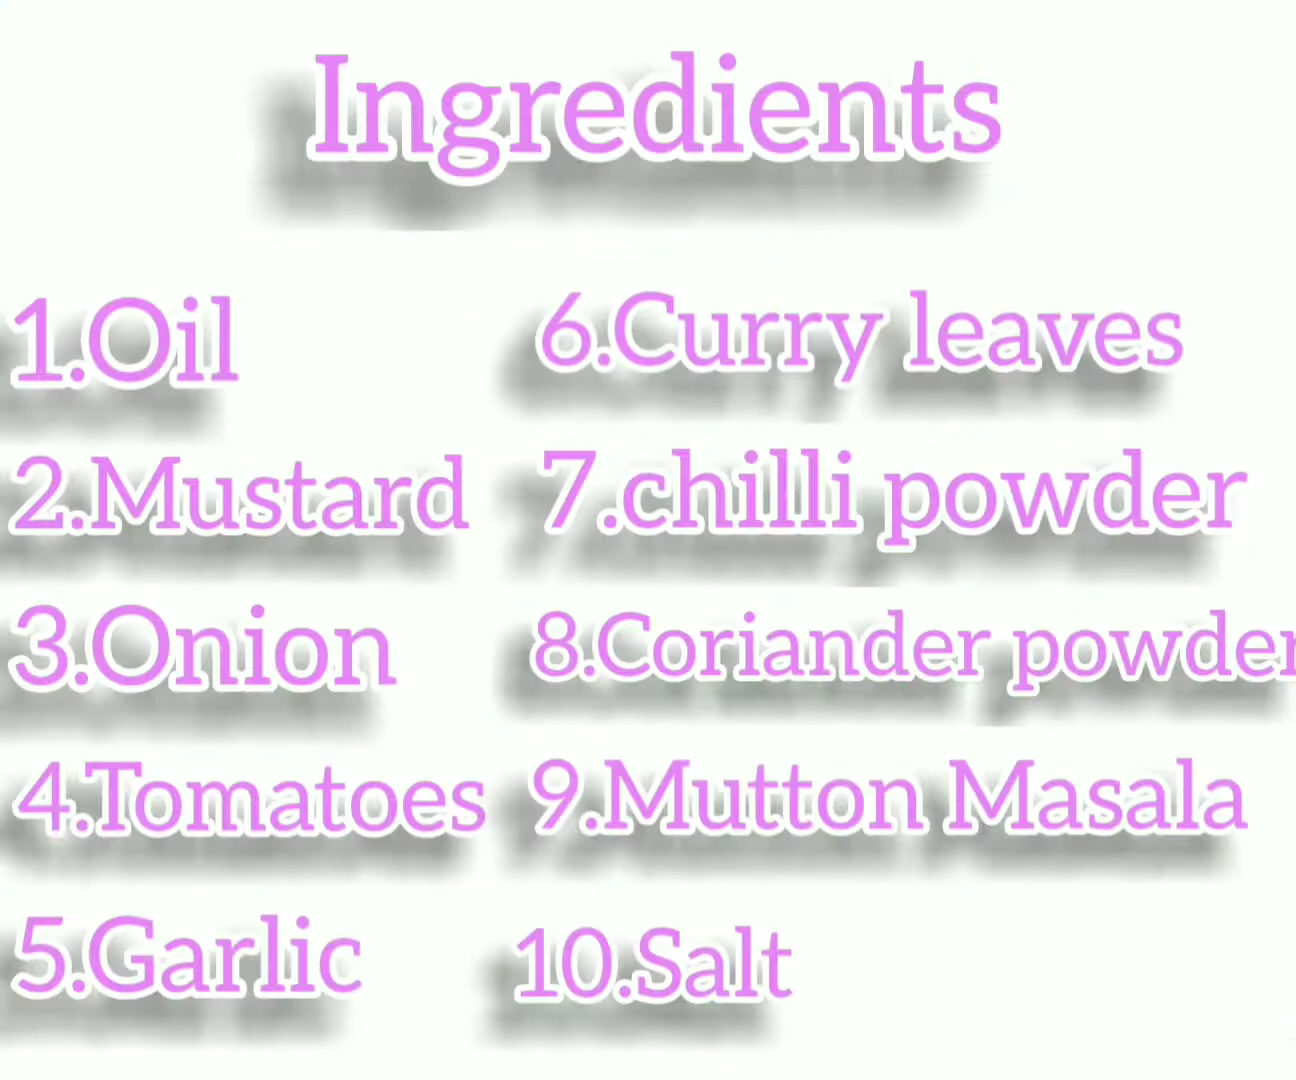 Ingredients
1.Oil
2.Mustard
3.Onion
4.Tomatoes
5.Garlic
6.Curry leaves
7.chilli powder
8.Coriander powder
9.Mutton Masala
10.Salt